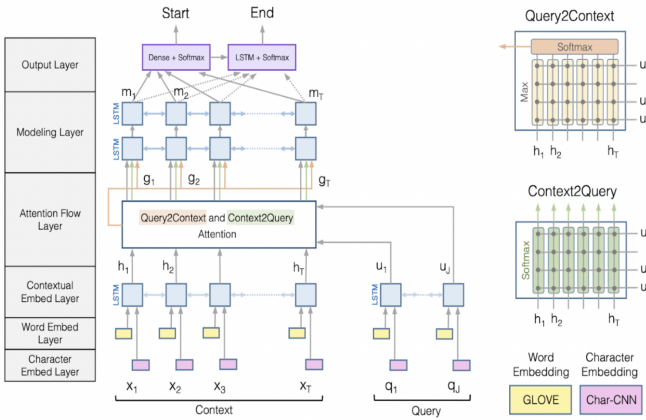 Start
End
Query2Context
Output Layer
Dense + Softmax
LSTM + Softmax
Softmax
m1
m2
mT
Max
u
u
u
Modeling Layer
LSTM
LSTM
h1
h2
hT
g1
g2
gT
Attention Flow
Layer
Query2Context and Context2Query
Attention
Context2Query
Softmax
u
u
u
h1
h2
hT
u1
uJ
Contextual
Embed Layer
LSTM
LSTM
h1
h2
hT
Word Embed
Layer
Character
Embed Layer
x1
x2
x3
xT
q1
qJ
Context
Query
Word
Embedding
Character
Embedding
GLOVE
Char-CNN